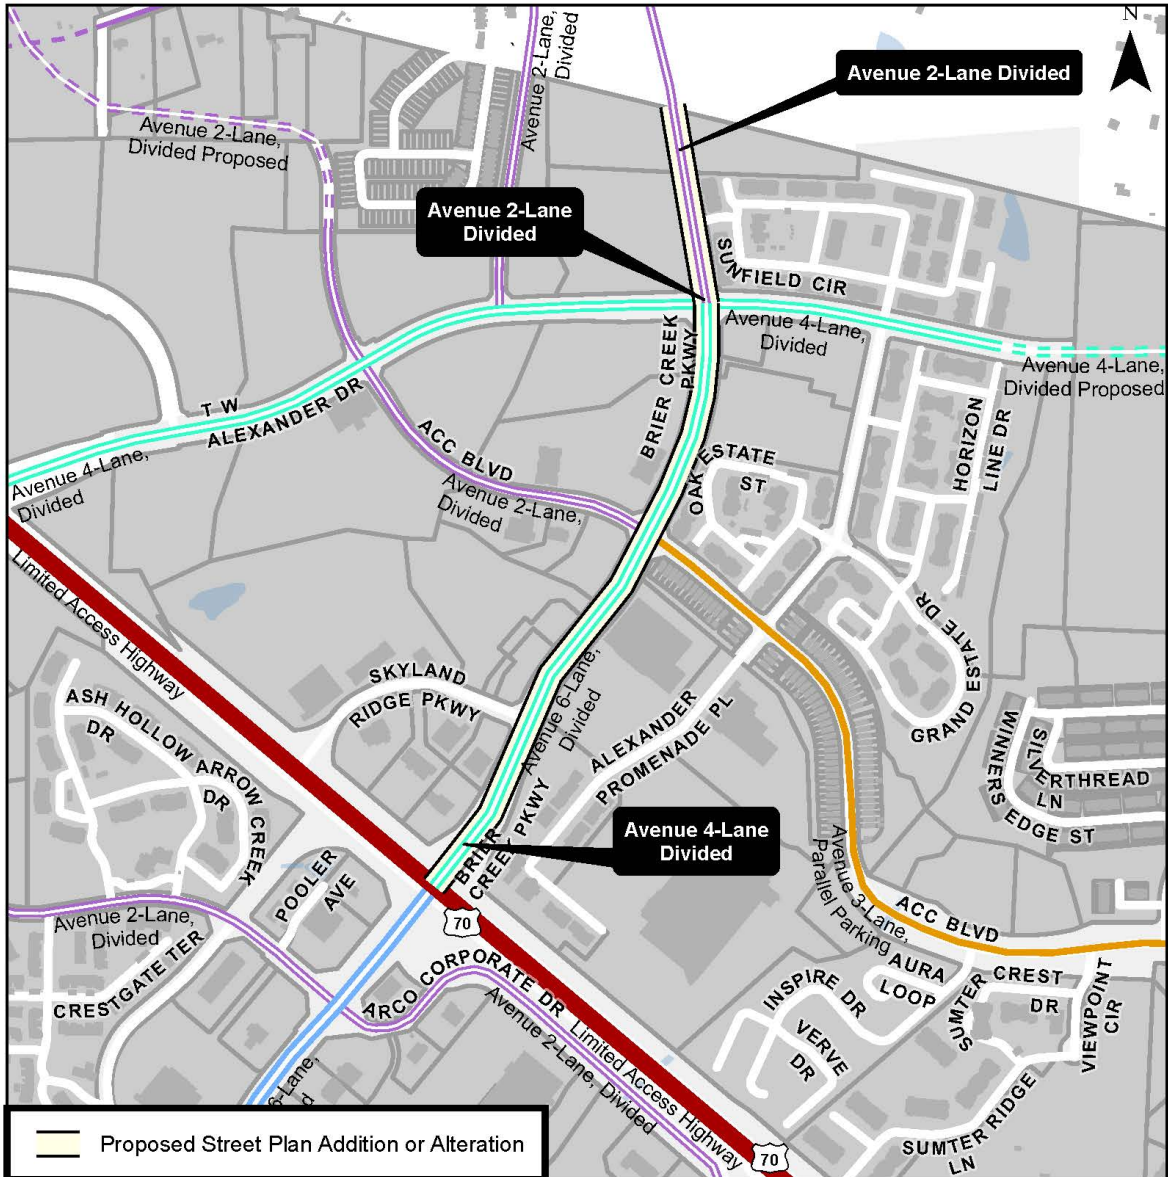 N
Avenue 2-Lane,
Divided
Avenue 2-Lane Divided
Avenue 2-Lane,
Divided Proposed
Avenue 2-Lane
Divided
SUNFIELD CIR
Avenue 4-Lane,
Divided
Avenue 4-Lane,
Divided Proposed
BRIER CREEK
PKWY
T W
ALEXANDER DR
ACC BLVD
Avenue 2-Lane,
Divided
Avenue 4-Lane,
Divided
OAK ESTATE
ST
HORIZON
LINE DR
Limited Access Highway
GRAND ESTATE DR
SKYLAND
RIDGE PKWY
Avenue 6-Lane,
Divided
ALEXANDER
PROMENADE PL
ASH HOLLOW
DR
ARROW CREEK
DR
WINNERS EDGE ST
SILVERTHREAD
LN
Avenue 4-Lane
Divided
BRIER
CREEK PKWY
POOLER
AVE
70
Avenue 3-Lane,
Parallel Parking
ACC BLVD
Avenue 2-Lane,
Divided
CRESTGATE TER
ARCO CORPORATE DR
Avenue 2-Lane, Divided
Limited Access Highway
INSPIRE DR
AURA
LOOP
VERVE
DR
SUMTER
CREST
DR
VIEWPOINT
CIR
6-Lane,
SUMTER RIDGE
LN
70
Proposed Street Plan Addition or Alteration